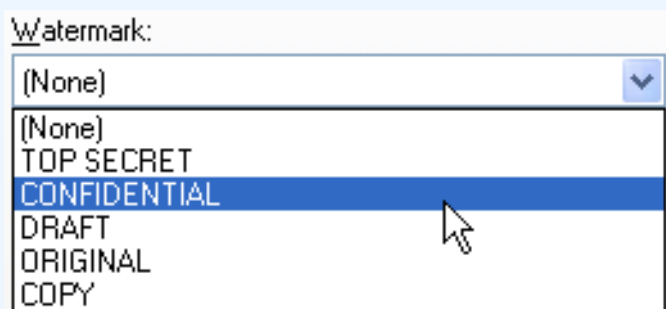 Watermark:
(None)
(None)
TOP SECRET
CONFIDENTIAL
DRAFT
ORIGINAL
COPY